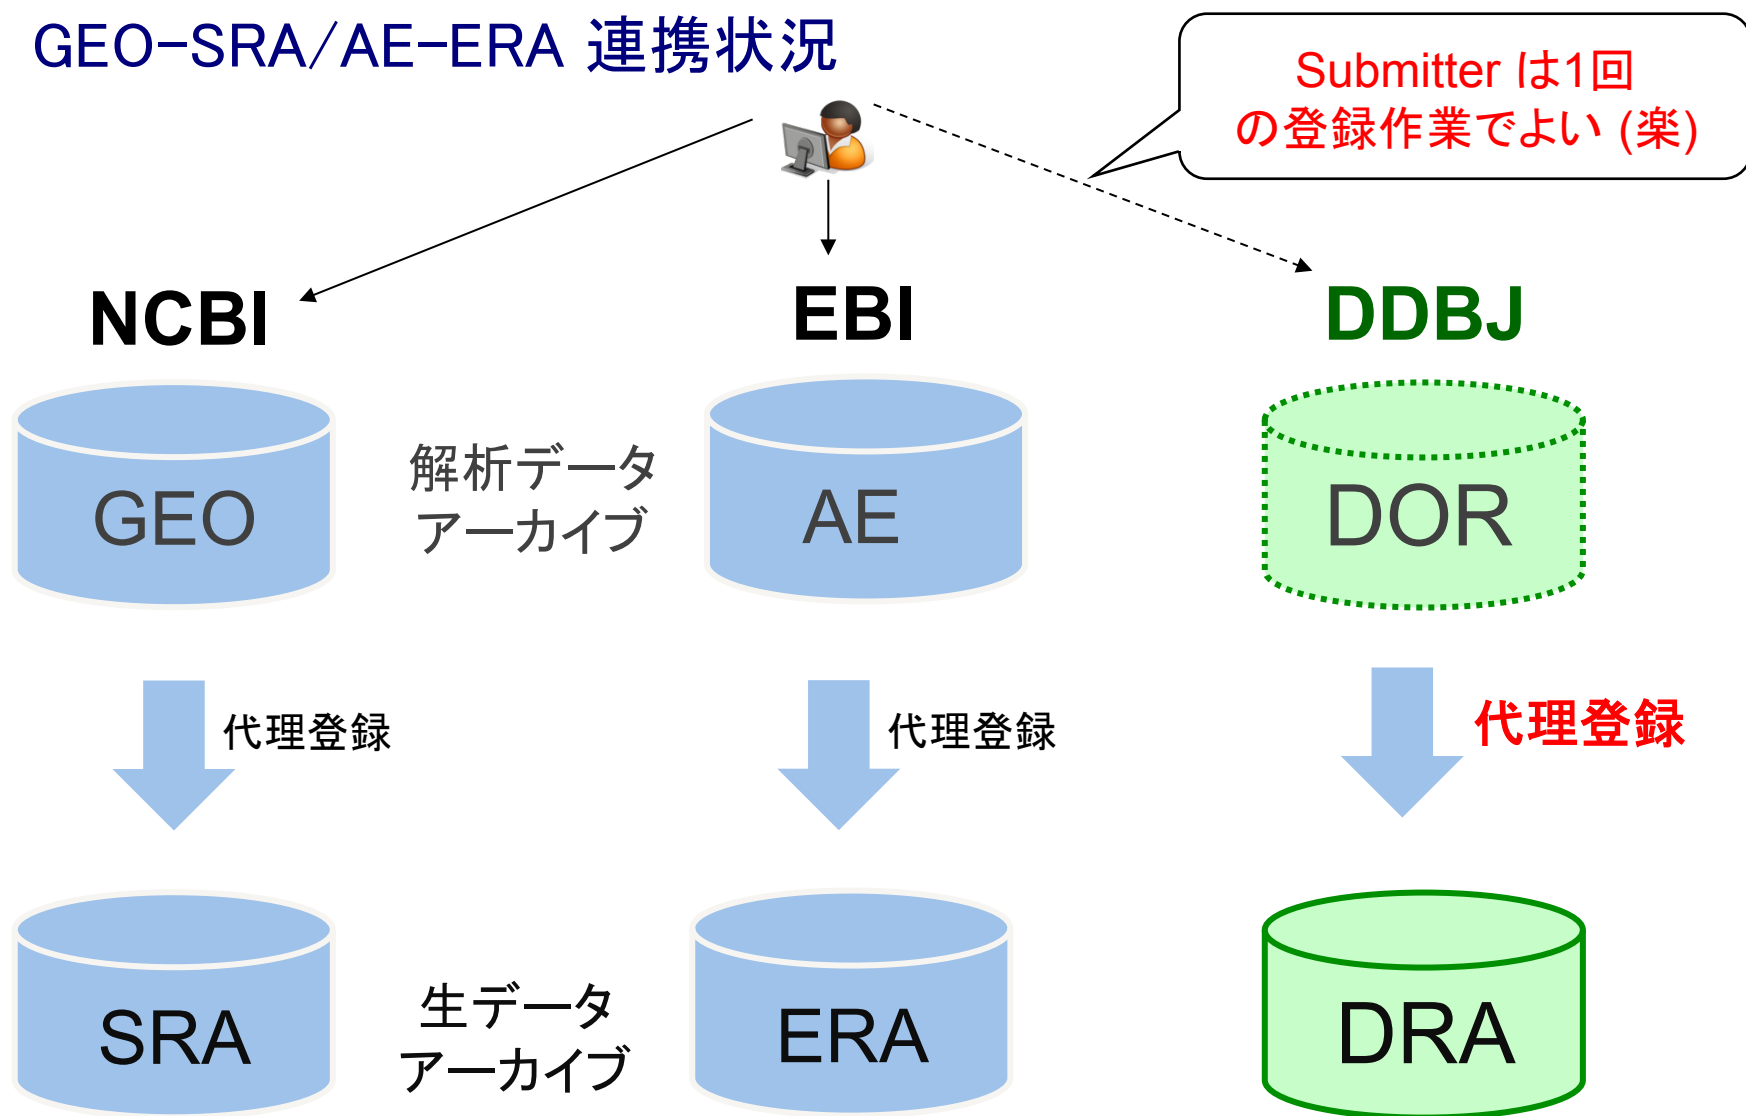 GEO-SRA/AE-ERA 連携状況
Submitter は1回
の登録作業でよい (楽)
NCBI
EBI
DDBJ
GEO
解析データ
アーカイブ
AE
DOR
代理登録
代理登録
代理登録
SRA
生データ
アーカイブ
ERA
DRA